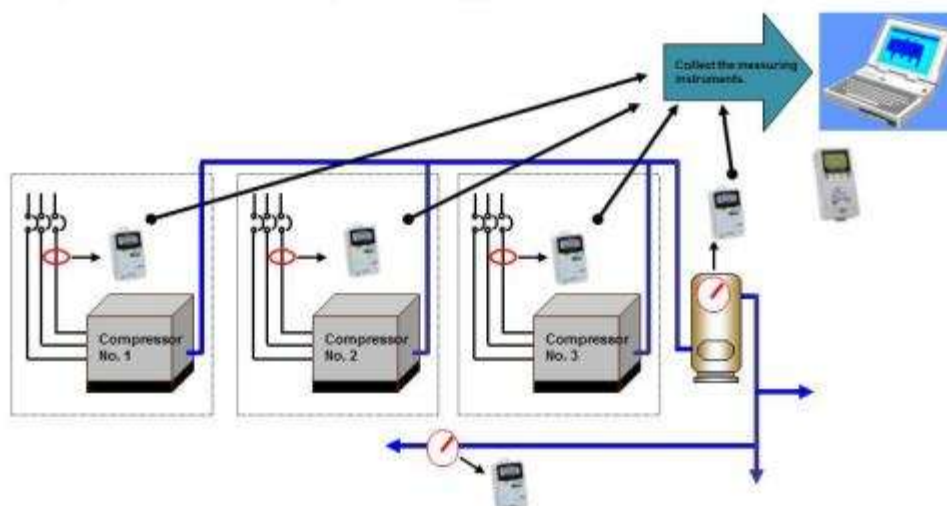 Collect the measuring
instruments.
Compressor
No. 1
Compressor
No. 2
Compressor
No. 3